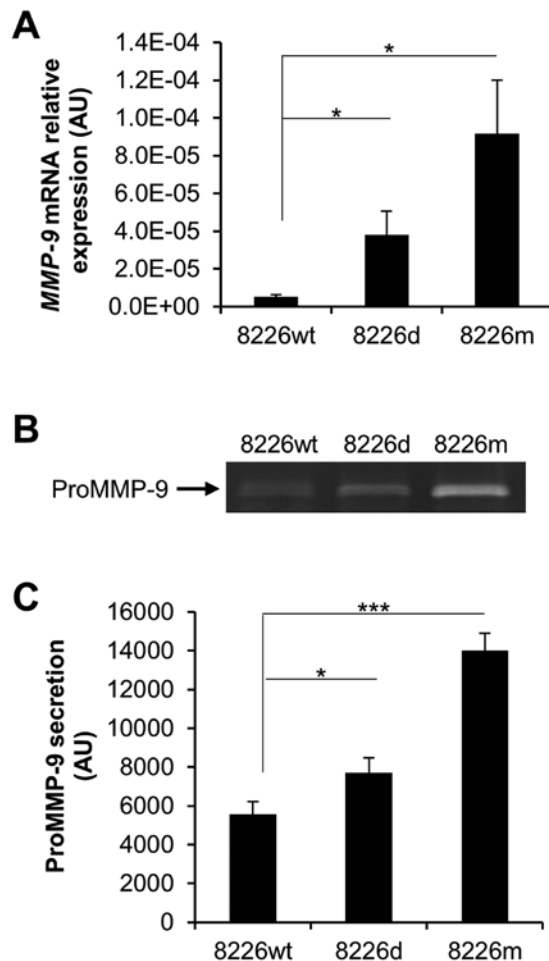 A
MMP-9 mRNA relative
expression (AU)
1.4E-04
1.2E-04
1.0E-04
8.0E-05
6.0E-05
4.0E-05
2.0E-05
0.0E+00
*
*
8226wt
8226d
8226m
B
8226wt
8226d
8226m
ProMMP-9
C
ProMMP-9 secretion
(AU)
16000
14000
12000
10000
8000
6000
4000
2000
0
***
*
8226wt
8226d
8226m